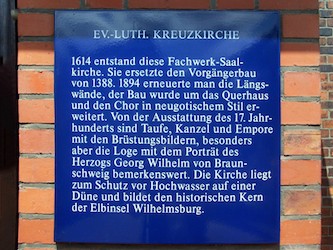 EV.-LUTH. KREUZKIRCHE
1614 entstand diese Fachwerk-Saal-
kirche. Sie ersetzte den Vorgängerbau
von 1388. 1894 erneuerte man die Längs-
wände, der Bau wurde um das Querhaus
und den Chor in neugotischem Stil er-
weitert. Von der Ausstattung des 17. Jahr-
hunderts sind Taufe, Kanzel und Empore
mit den Brüstungsbildern, besonders
aber die Loge mit dem Porträt des
Herzogs Georg Wilhelm von Braun-
schweig bemerkenswert. Die Kirche liegt
zum Schutz vor Hochwasser auf einer
Düne und bildet den historischen Kern
der Elbinsel Wilhelmsburg.